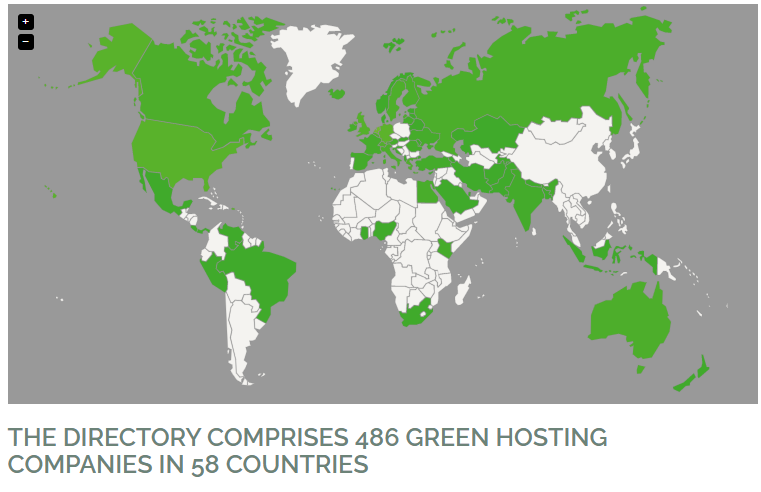 +
−
THE DIRECTORY COMPRISES 486 GREEN HOSTING
COMPANIES IN 58 COUNTRIES